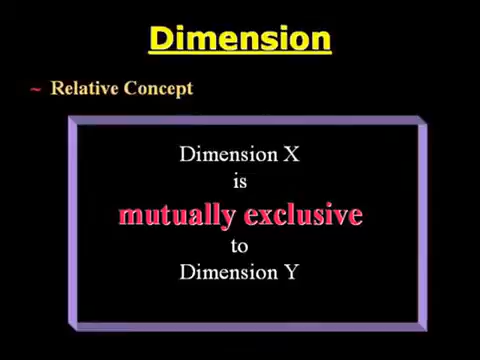 Dimension
~ Relative Concept
Dimension X
is
mutually exclusive
to
Dimension Y